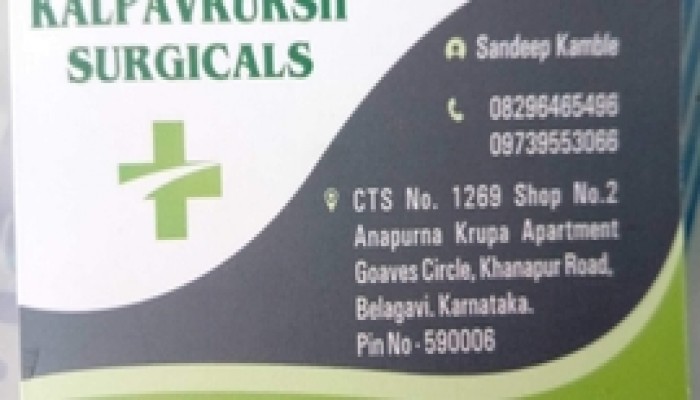 KALPAVRUKSH
SURGICALS
Sandeep Kamble
08296465496
09739553066
CTS No. 1269 Shop No.2
Anapurna Krupa Apartment
Goaves Circle, Khanapur Road,
Belagavi. Karnataka.
Pin No - 590006